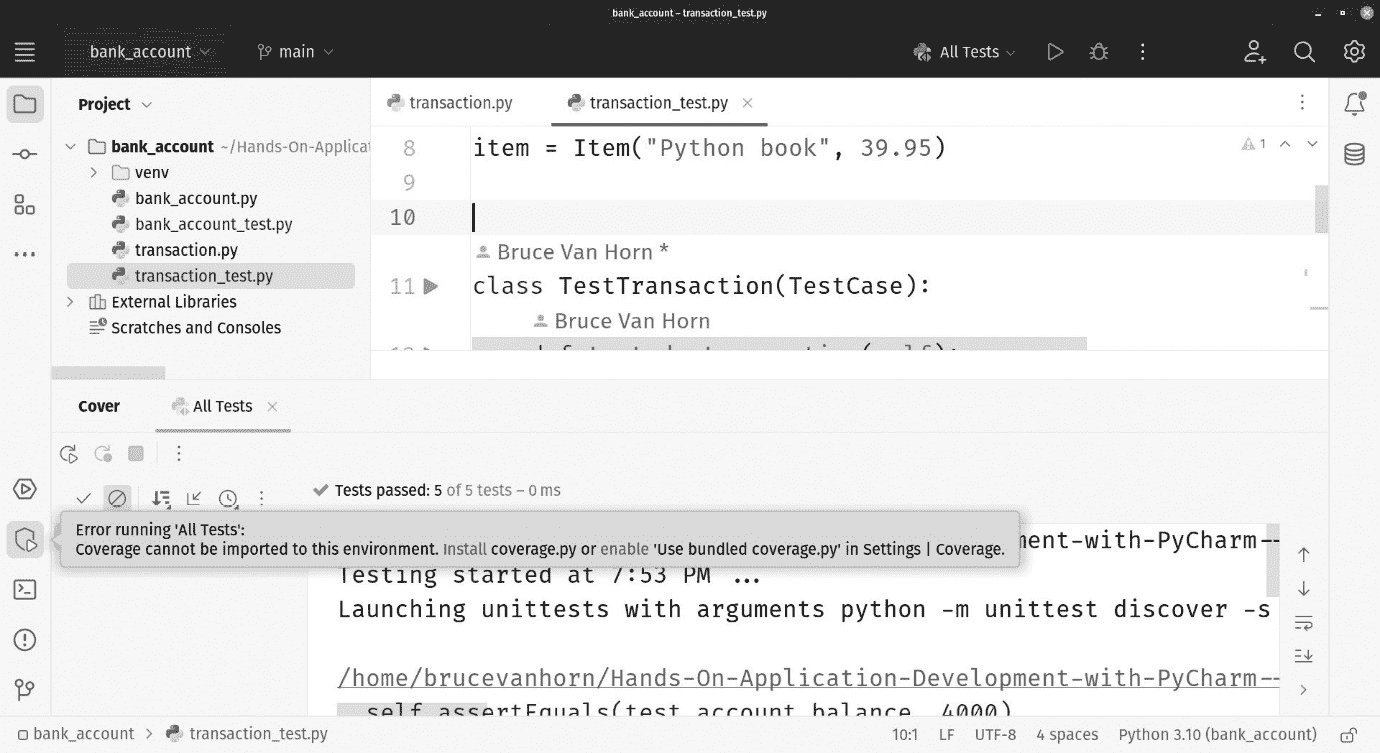 bank_account – transaction_test.py
bank_account
main
All Tests
Project
transaction.py
transaction_test.py
bank_account ~/Hands-On-Applicat
venv
bank_account.py
bank_account_test.py
transaction.py
transaction_test.py
External Libraries
Scratches and Consoles
8 item = Item("Python book", 39.95)
1
9
10
Bruce Van Horn *
11 class TestTransaction(TestCase):
Bruce Van Horn
(self):
Cover
All Tests
Tests passed: 5 of 5 tests – 0 ms
Error running 'All Tests':
Coverage cannot be imported to this environment. Install coverage.py or enable 'Use bundled coverage.py' in Settings | Coverage.
ment-with-PyCharm--
Testing started at 7:53 PM ...
Launching unittests with arguments python -m unittest discover -s
/home/brucevanhorn/Hands-On-Application-Development-with-PyCharm--
self.assertEquals(test_account.balance, 4000)
bank_account > transaction_test.py
10:1 LF UTF-8 4 spaces Python 3.10 (bank_account)